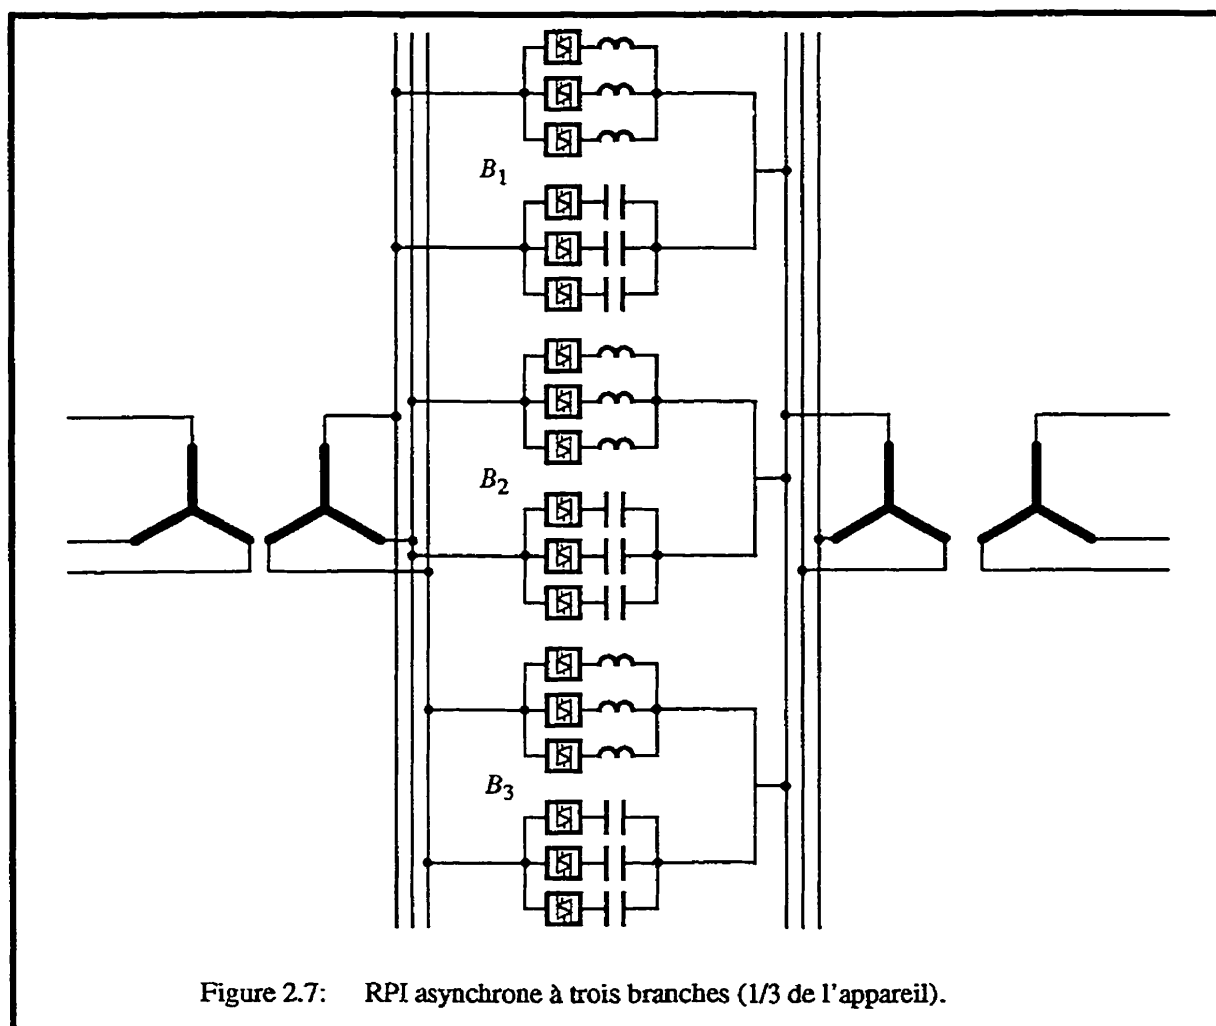 B1
B2
B3
Figure 2.7: RPI asynchrone à trois branches (1/3 de l'appareil).